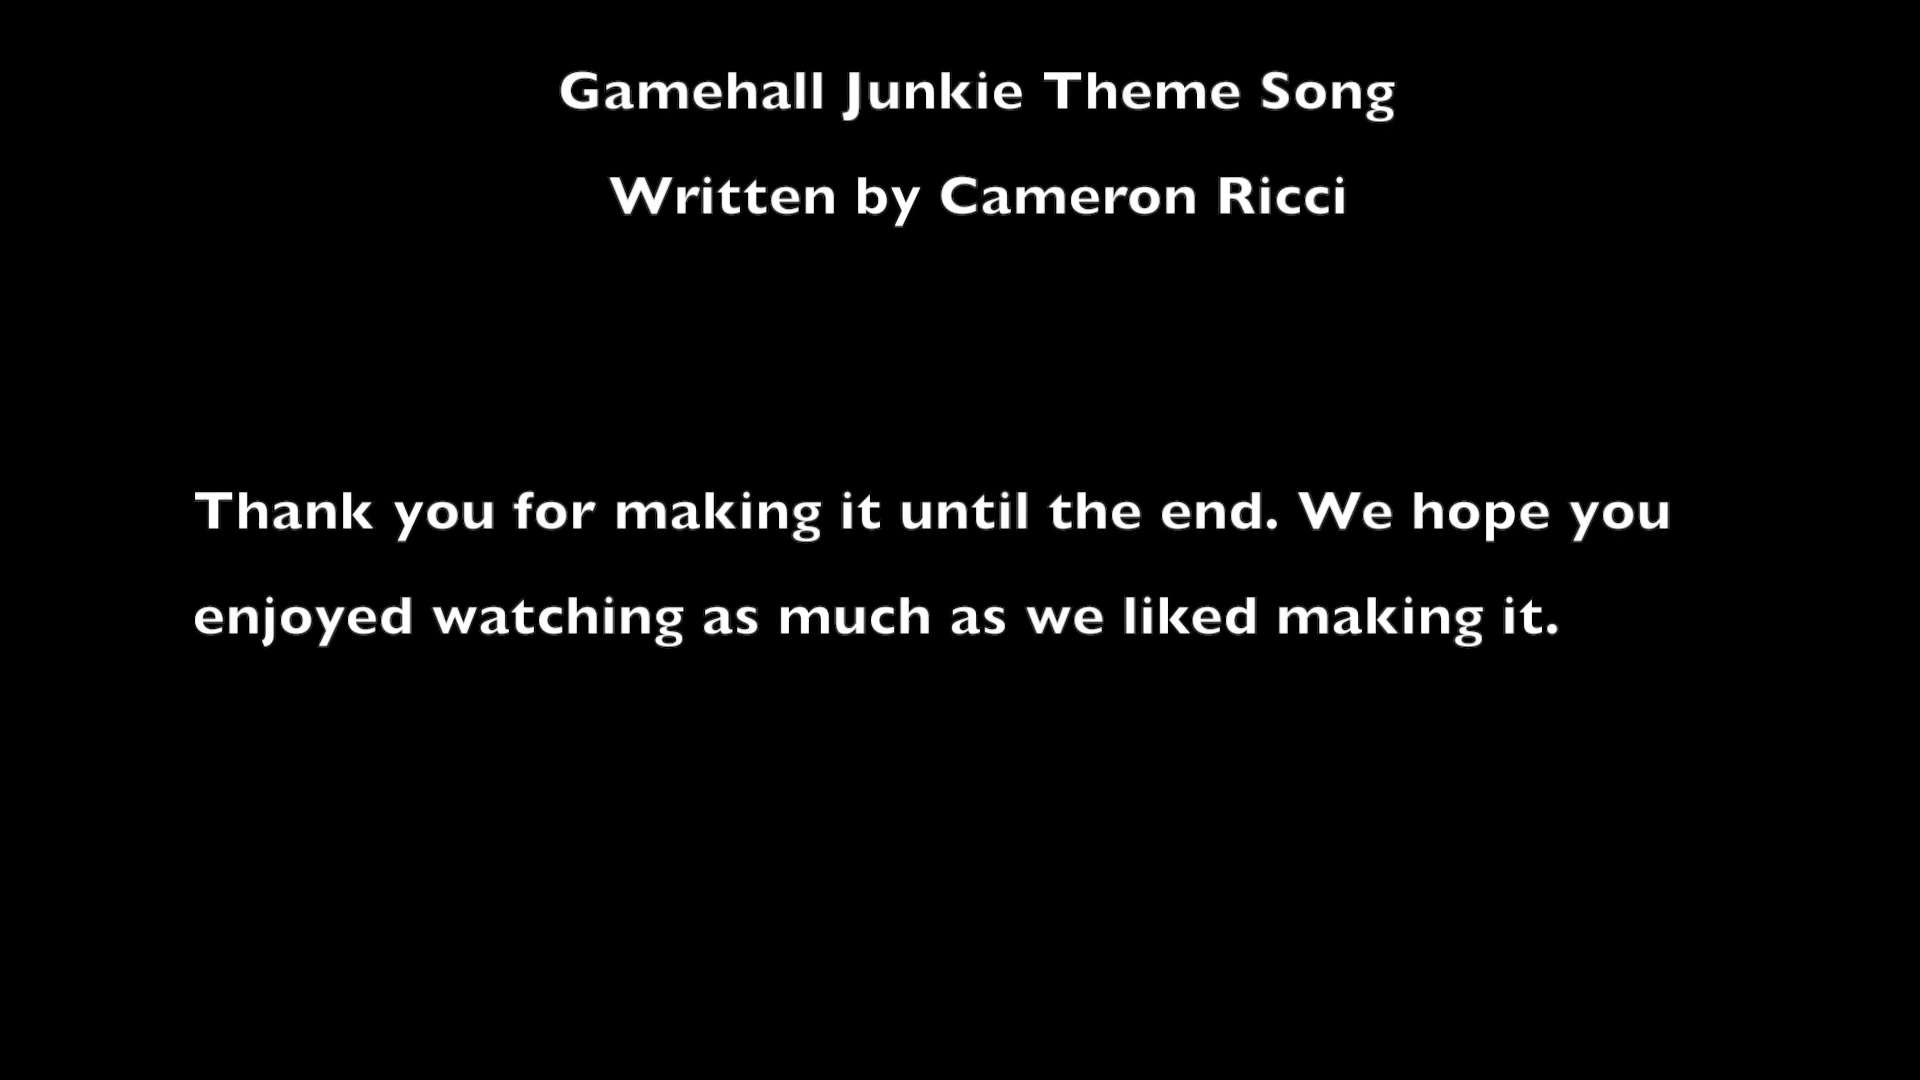 Gamehall Junkie Theme Song
Written by Cameron Ricci
Thank you for making it until the end. We hope you
enjoyed watching as much as we liked making it.